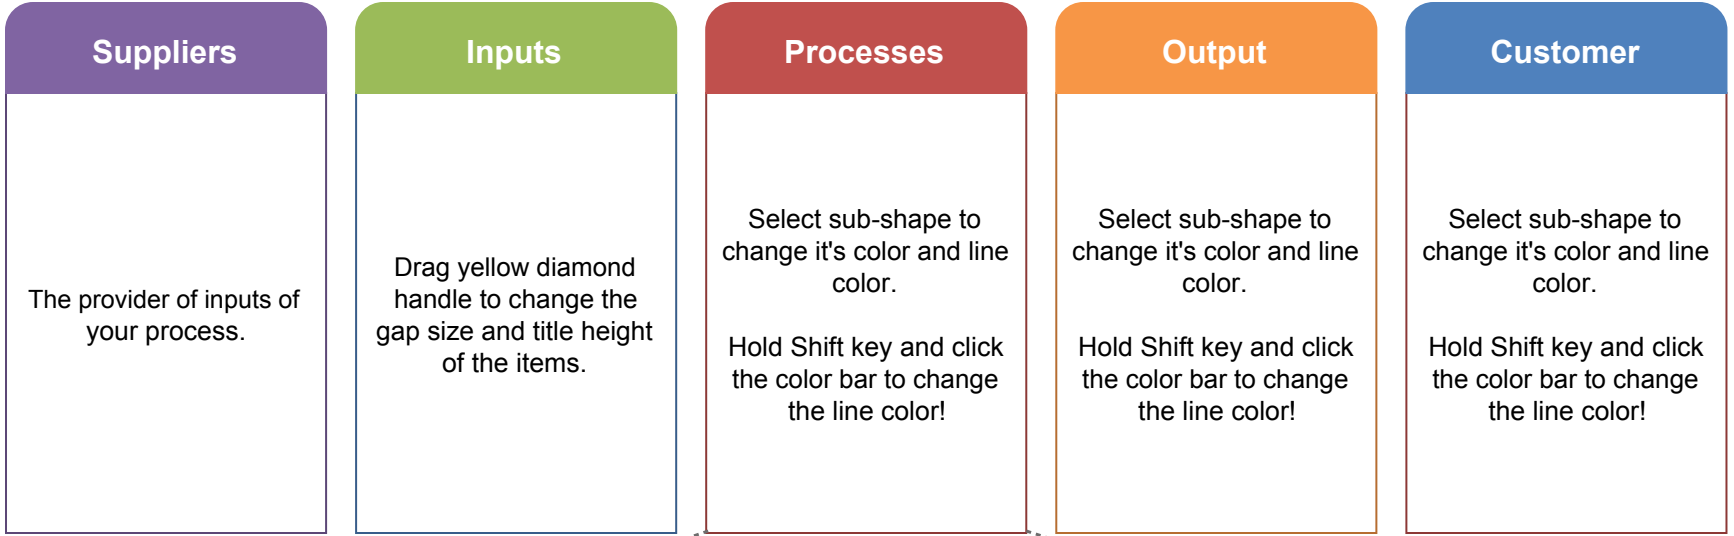 Suppliers
The provider of inputs of
your process.
Inputs
Drag yellow diamond
handle to change the
gap size and title height
of the items.
Processes
Select sub-shape to
change it's color and line
color.
Hold Shift key and click
the color bar to change
the line color!
Output
Select sub-shape to
change it's color and line
color.
Hold Shift key and click
the color bar to change
the line color!
Customer
Select sub-shape to
change it's color and line
color.
Hold Shift key and click
the color bar to change
the line color!